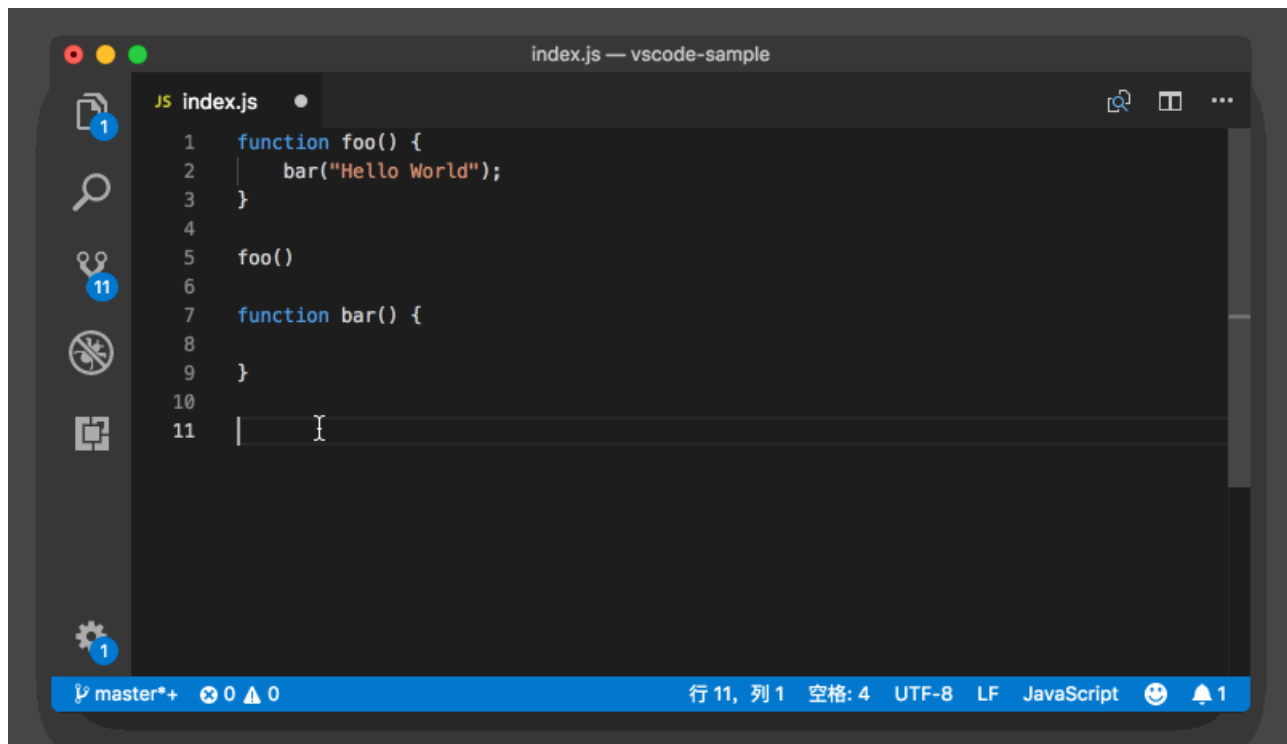 index.js — vscode-sample
JS index.js
1 function foo() {
2     bar("Hello World");
3 }
4
5 foo()
6
7 function bar() {
8
9 }
10
11
1
11
1
master*+ 0 0 行 11, 列 1 空格: 4 UTF-8 LF JavaScript 1